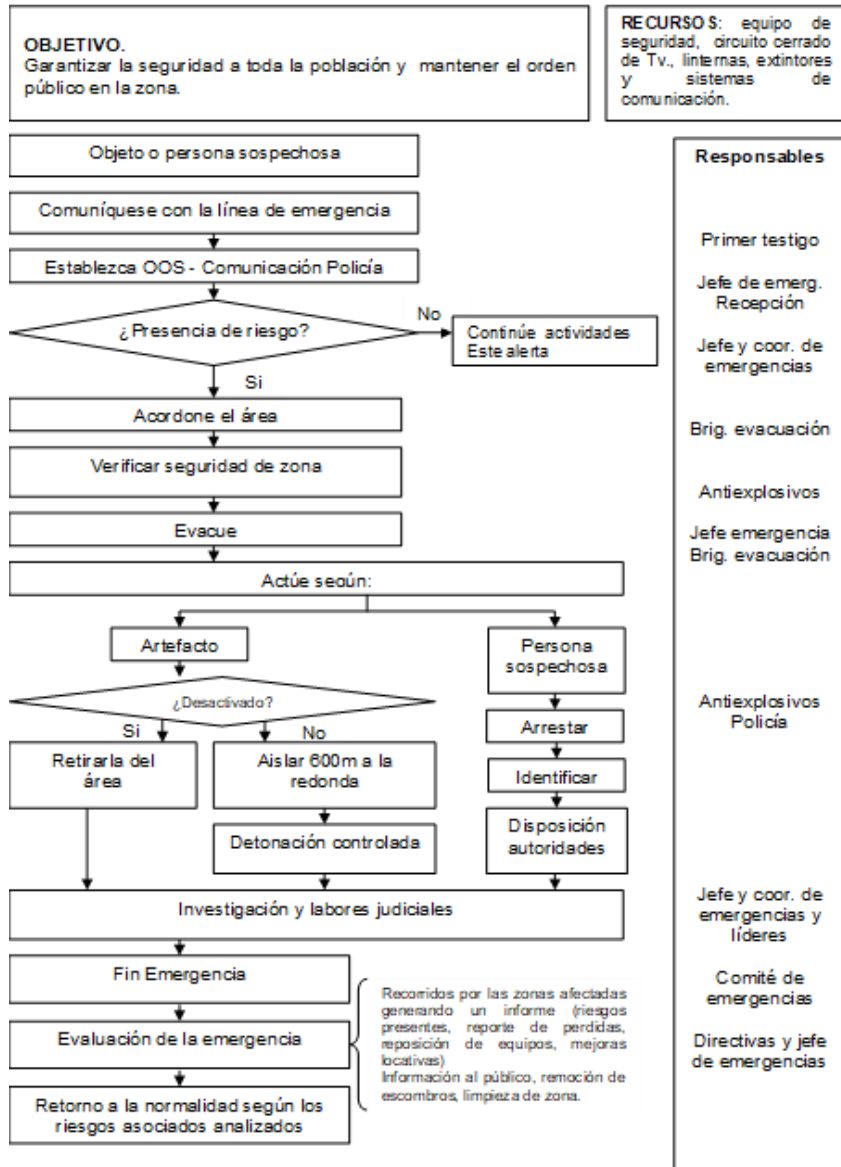 OBJETIVO.
Garantizar la seguridad a toda la población y mantener el orden
público en la zona.
RECURSOS: equipo de
seguridad, circuito cerrado
de Tv., linternas, extintores
y sistemas de
comunicación.
Objeto o persona sospechosa
Comuníquese con la línea de emergencia
Establezca OOS - Comunicación Policía
¿Presencia de riesgo?
No
Continúe actividades
Este alerta
Si
Acordone el área
Verificar seguridad de zona
Evacue
Actúe según:
Artefacto
Persona
sospechosa
¿Desactivado?
Si
No
Arrestar
Retirarla del
área
Aislar 600m a la
redonda
Identificar
Detonación controlada
Disposición
autoridades
Investigación y labores judiciales
Fin Emergencia
Evaluación de la emergencia
Retorno a la normalidad según los
riesgos asociados analizados
Recorridos por las zonas afectadas
generando un informe (riesgos
presentes, reporte de perdidas,
reposición de equipos, mejoras
locativas)
Información al público, remoción de
escombros, limpieza de zona.
Responsables
Primer testigo
Jefe de emerg.
Recepción
Jefe y coor. de
emergencias
Brig. evacuación
Antiexplosivos
Jefe emergencia
Brig. evacuación
Antiexplosivos
Policía
Jefe y coor. de
emergencias y
líderes
Comité de
emergencias
Directivas y jefe
de emergencias